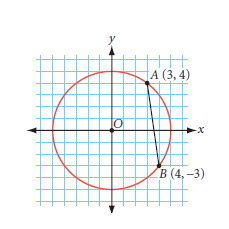 y
A (3, 4)
O
x
B (4, –3)